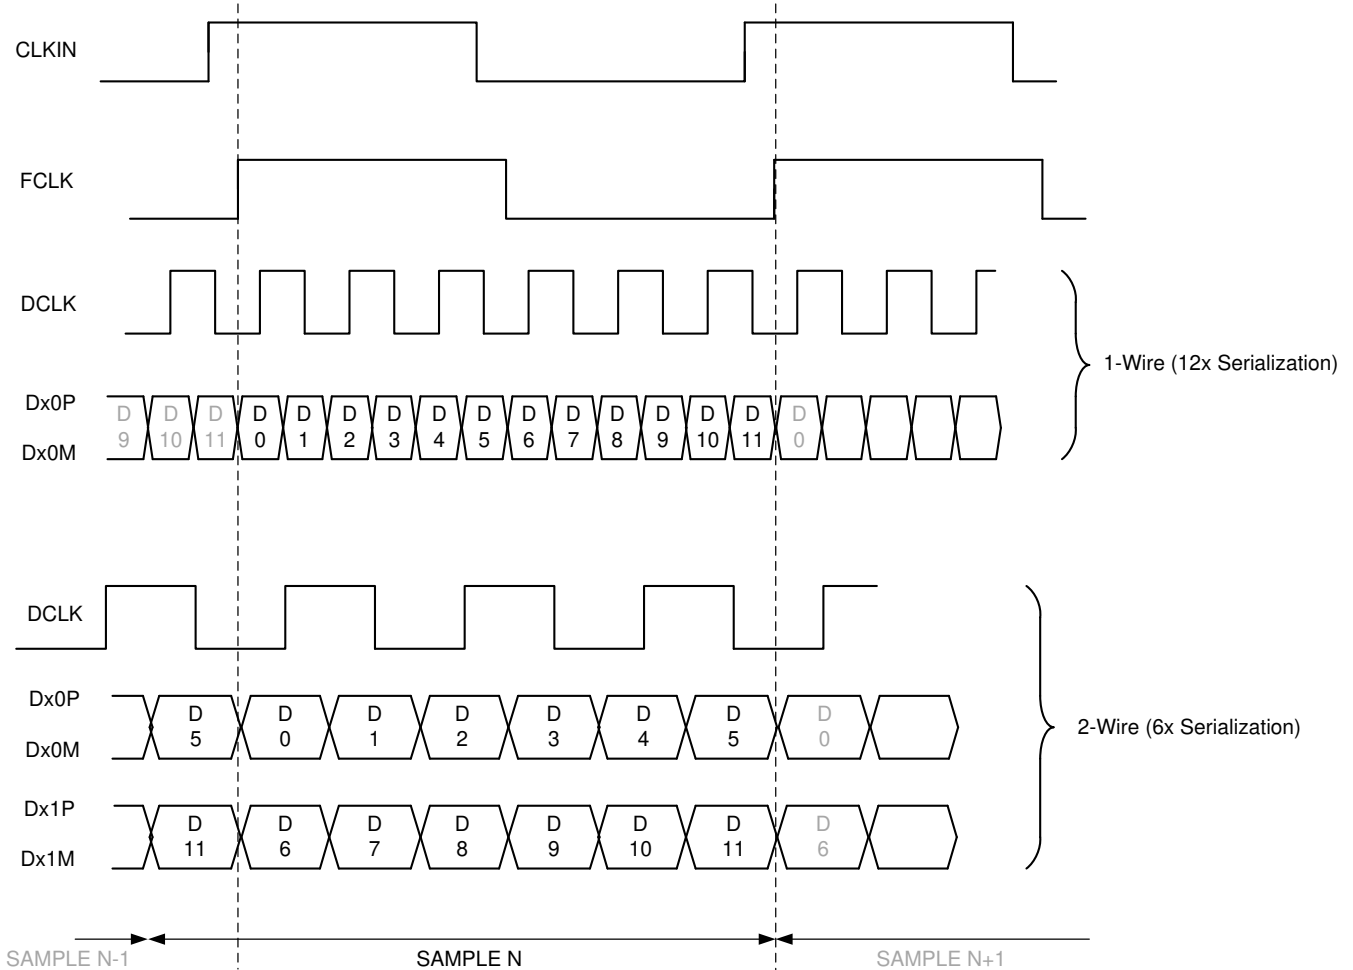 CLKIN
FCLK
DCLK
1-Wire (12x Serialization)
Dx0P
D D D D D D D D D D D D D D D D
9 10 11 0 1 2 3 4 5 6 7 8 9 10 11 0
Dx0M
DCLK
Dx0P
D D D D D D D D
5 0 1 2 3 4 5 0
2-Wire (6x Serialization)
Dx0M
Dx1P
D D D D D D D D
11 6 7 8 9 10 11 6
Dx1M
SAMPLE N-1 SAMPLE N SAMPLE N+1